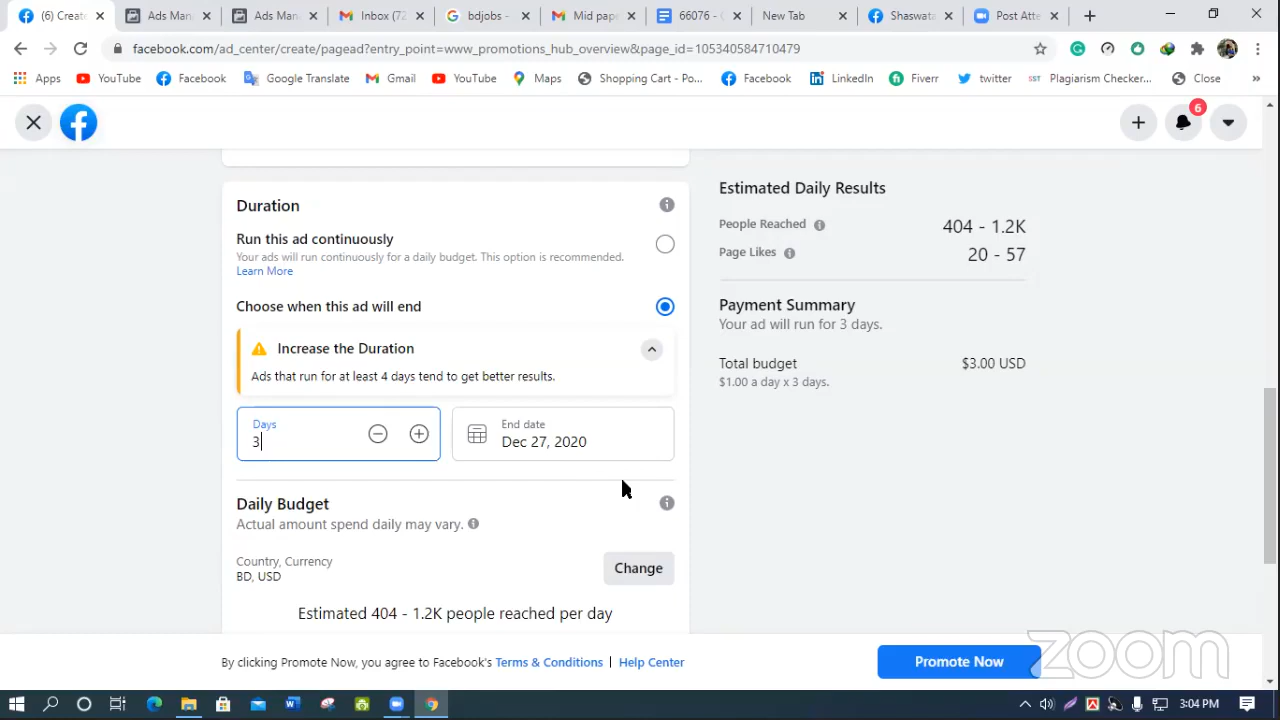 (6) Create
Ads Mana
Ads Man
Inbox (7
bdjobs -
Mid pap
66076 - (
New Tab
Shaswat
Post Atte
facebook.com/ad_center/create/pagead?entry_point=www_promotions_hub_overview&page_id=105340584710479
Apps
YouTube
Facebook
Google Translate
Gmail
YouTube
Maps
Shopping Cart - Po...
Facebook
LinkedIn
Fiverr
twitter
SST
Plagiarism Checker...
Close
»
6
Duration
Run this ad continuously
Your ads will run continuously for a daily budget. This option is recommended.
Learn More
Choose when this ad will end
Increase the Duration
Ads that run for at least 4 days tend to get better results.
Days
3
End date
Dec 27, 2020
Daily Budget
Actual amount spend daily may vary.
Country, Currency
BD, USD
Change
Estimated 404 - 1.2K people reached per day
Estimated Daily Results
People Reached
404 - 1.2K
Page Likes
20 - 57
Payment Summary
Your ad will run for 3 days.
Total budget
$3.00 USD
$1.00 a day x 3 days.
By clicking Promote Now, you agree to Facebook's Terms & Conditions | Help Center
Promote Now
zoom
3:04 PM